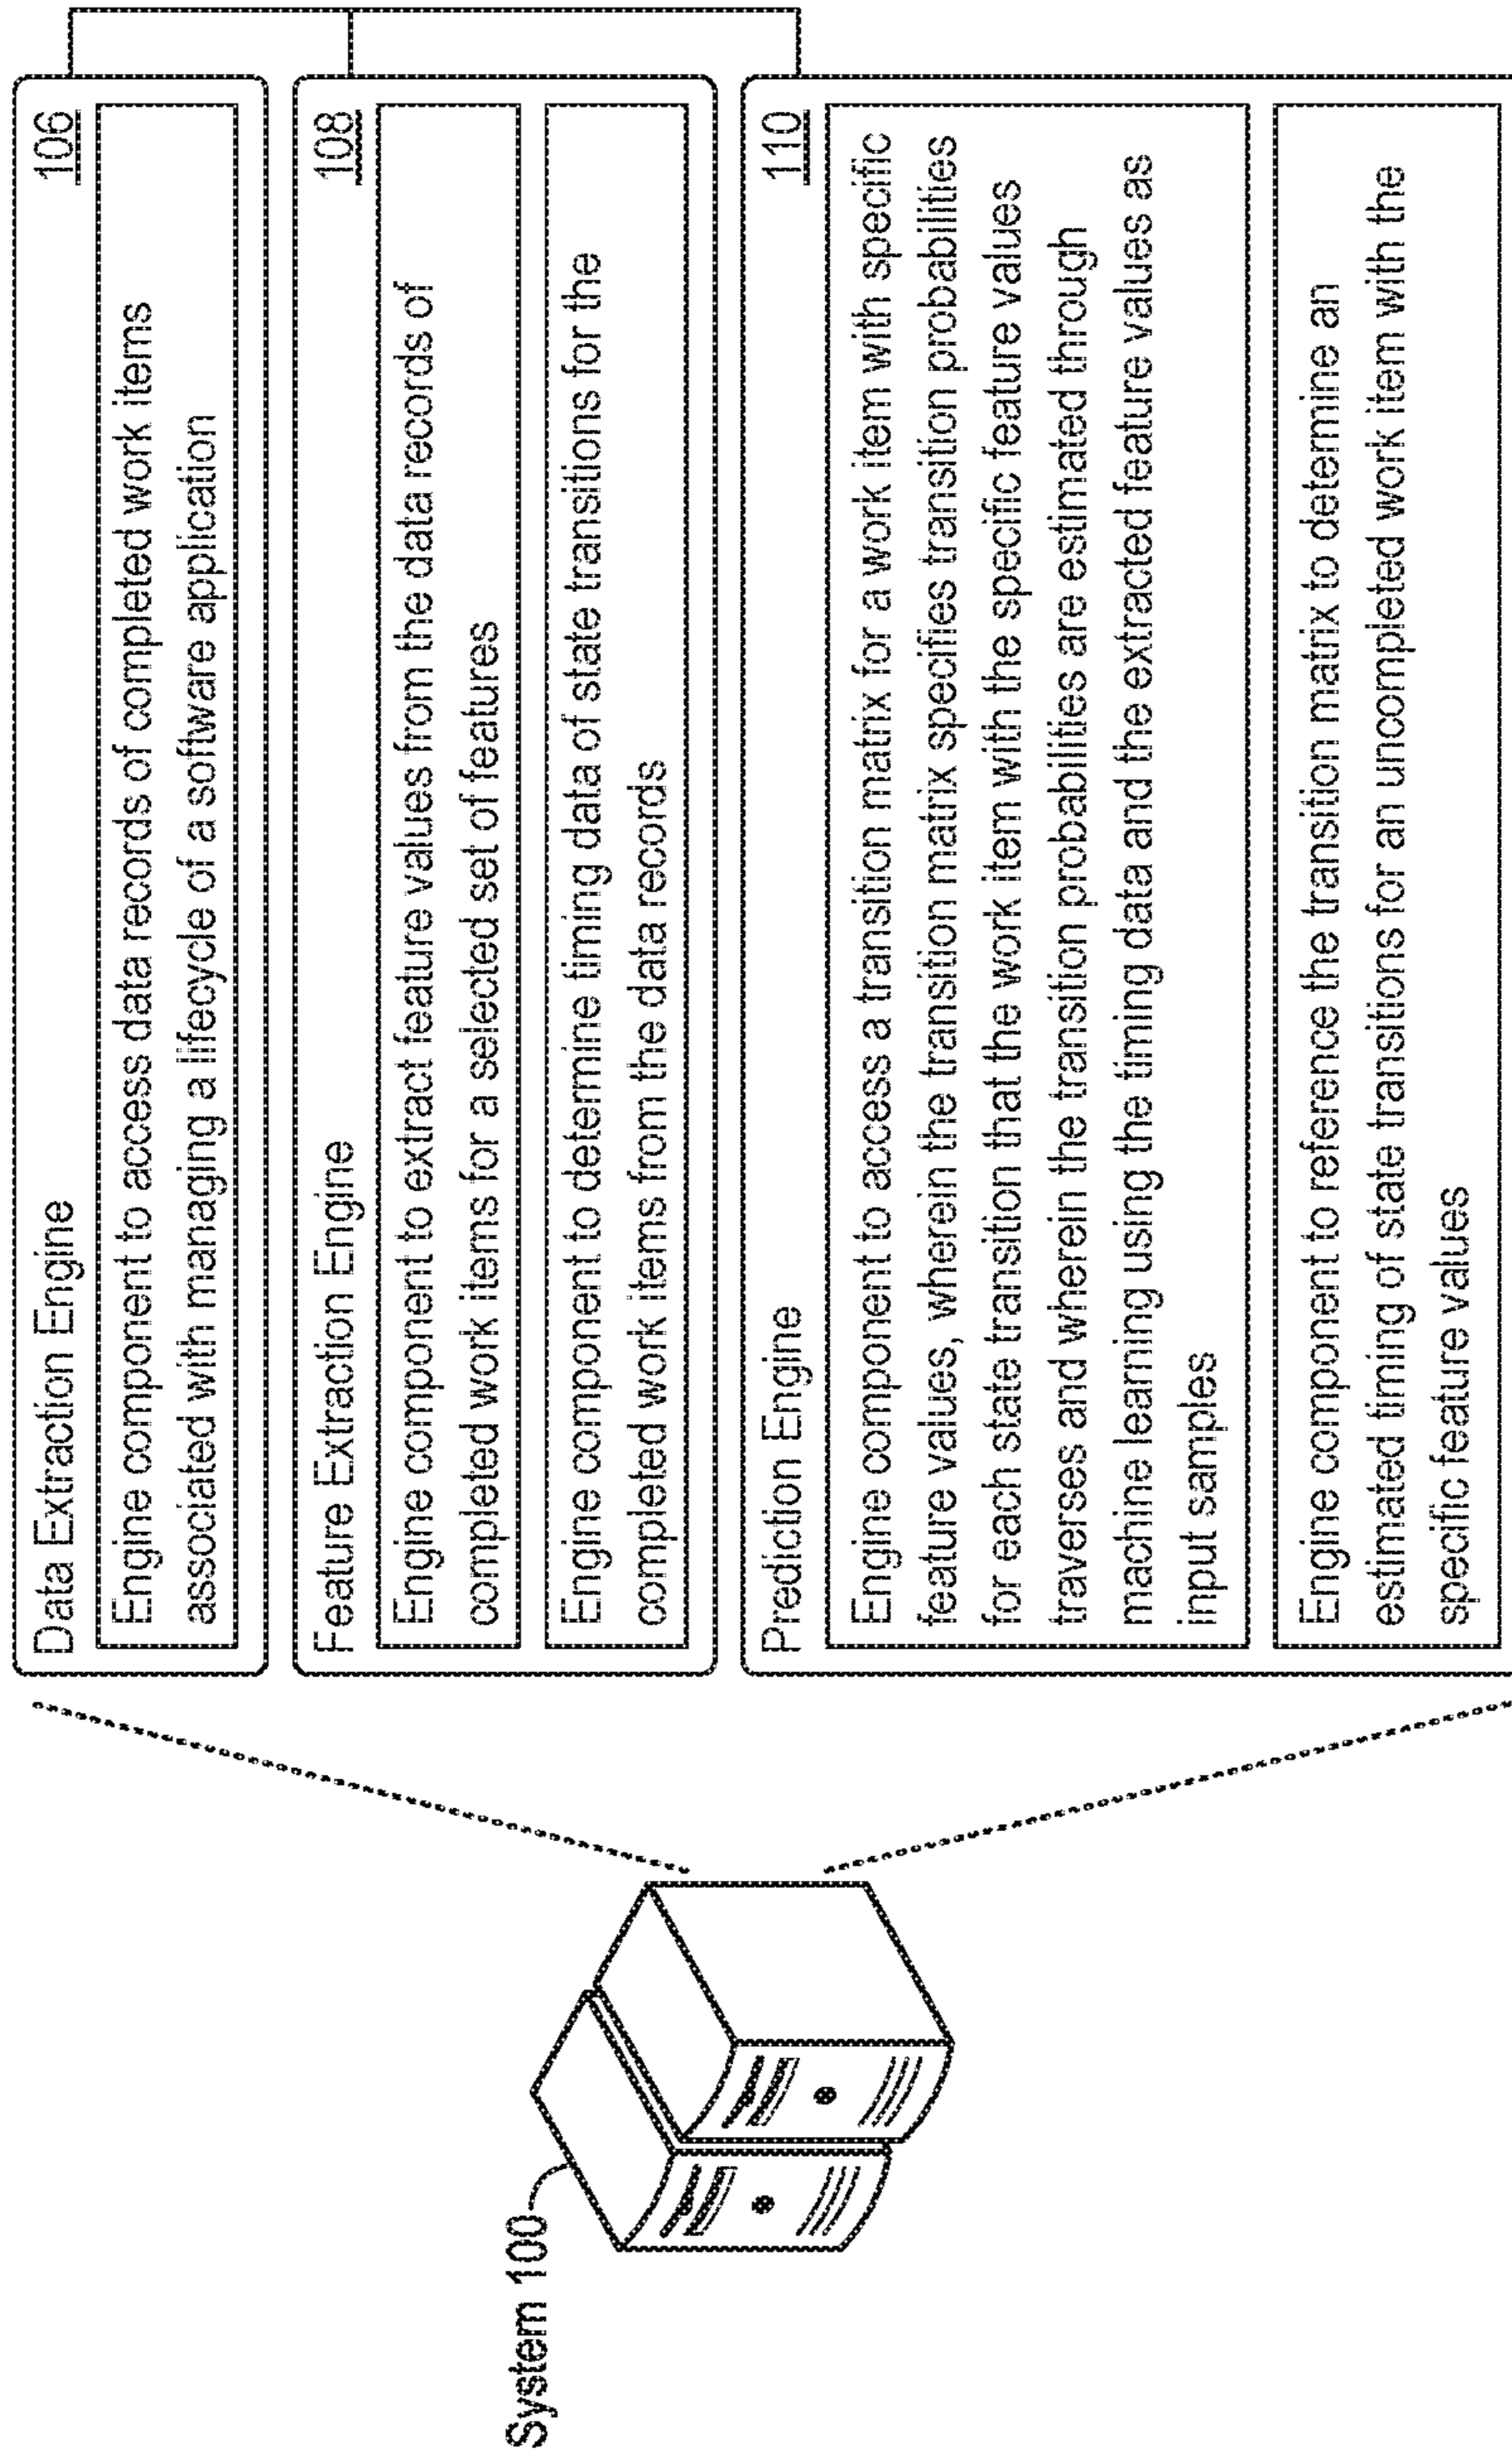 System 100
Data Extraction Engine
106
Engine component to access data records of completed work items
associated with managing a lifecycle of a software application
Feature Extraction Engine
108
Engine component to extract feature values from the data records of
completed work items for a selected set of features
Engine component to determine timing data of state transitions for the
completed work items from the data records
Prediction Engine
110
Engine component to access a transition matrix for a work item with specific
feature values, wherein the transition matrix specifies transition probabilities
for each state transition that the work item with the specific feature values
traverses and wherein the transition probabilities are estimated through
machine learning using the timing data and the extracted feature values as
input samples
Engine component to reference the transition matrix to determine an
estimated timing of state transitions for an uncompleted work item with the
specific feature values